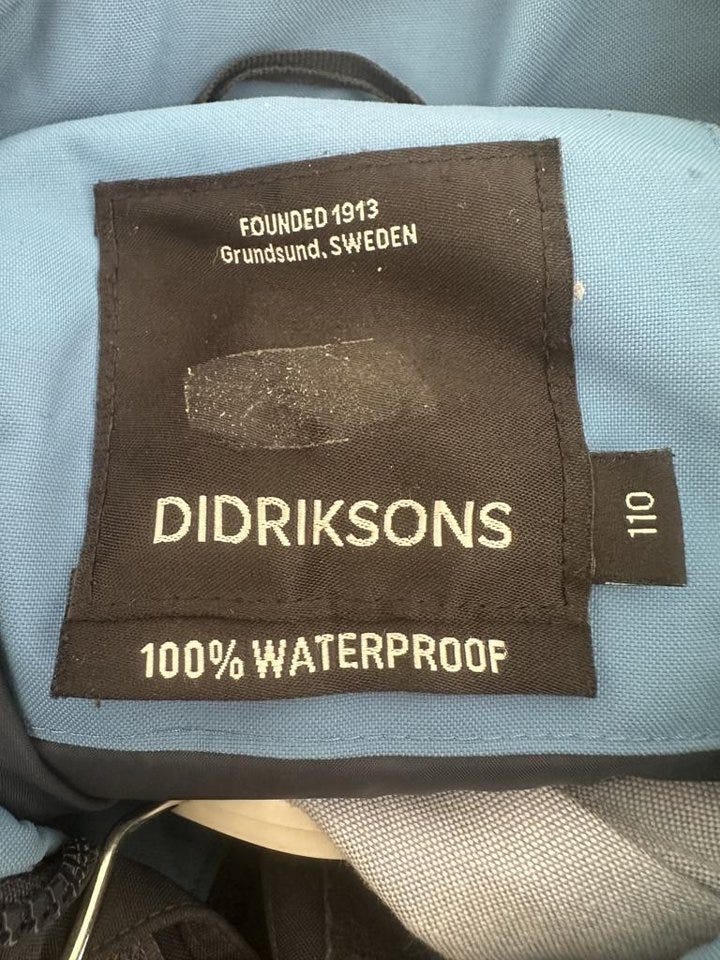 FOUNDED 1913
Grundsund, SWEDEN
DIDRIKSONS
110
100% WATERPROOF